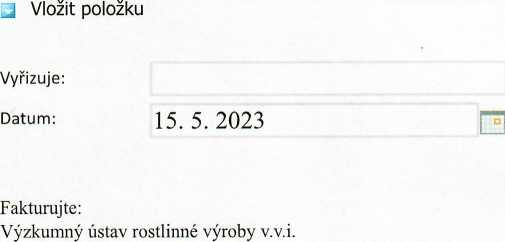 Vložit položku
Vyřizuje:
Datum: 15. 5. 2023
Fakturujte:
Výzkumný ústav rostlinné výroby v.v.i.